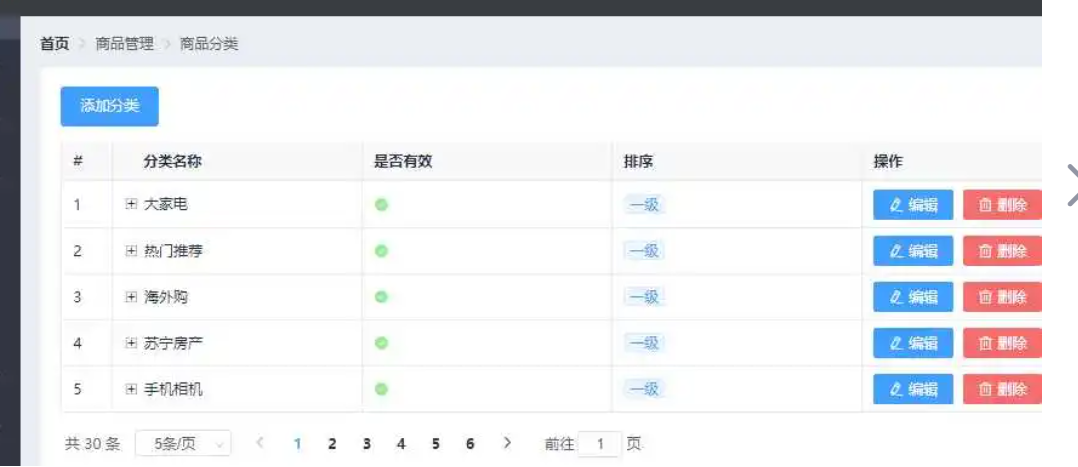 首页 > 商品管理 > 商品分类
添加分类
# 分类名称 是否有效 排序 操作
1 大家电 一级 编辑 删除
2 热门推荐 一级 编辑 删除
3 海外购 一级 编辑 删除
4 苏宁房产 一级 编辑 删除
5 手机相机 一级 编辑 删除
共 30 条 5条/页 < 1 2 3 4 5 6 > 前往 1 页